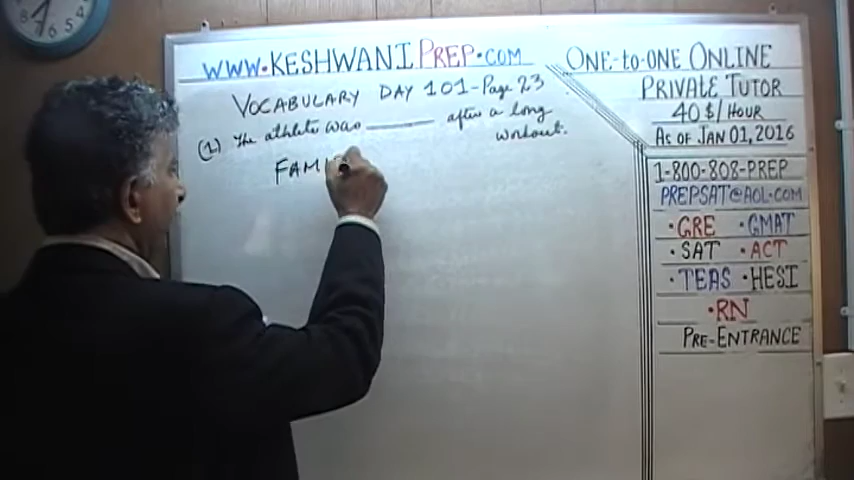 WWW.KESHWANIPREP.COM
VOCABULARY DAY 101-Page 23
(1) The athlete was ______ after a long
workout.
FAMI
ONE-to-ONE ONLINE
PRIVATE TUTOR
40$/HOUR
AS OF JAN 01, 2016
1-800-808-PREP
PREPSAT@AOL.COM
•GRE •GMAT
•SAT •ACT
•TEAS •HESI
•RN
PRE-ENTRANCE